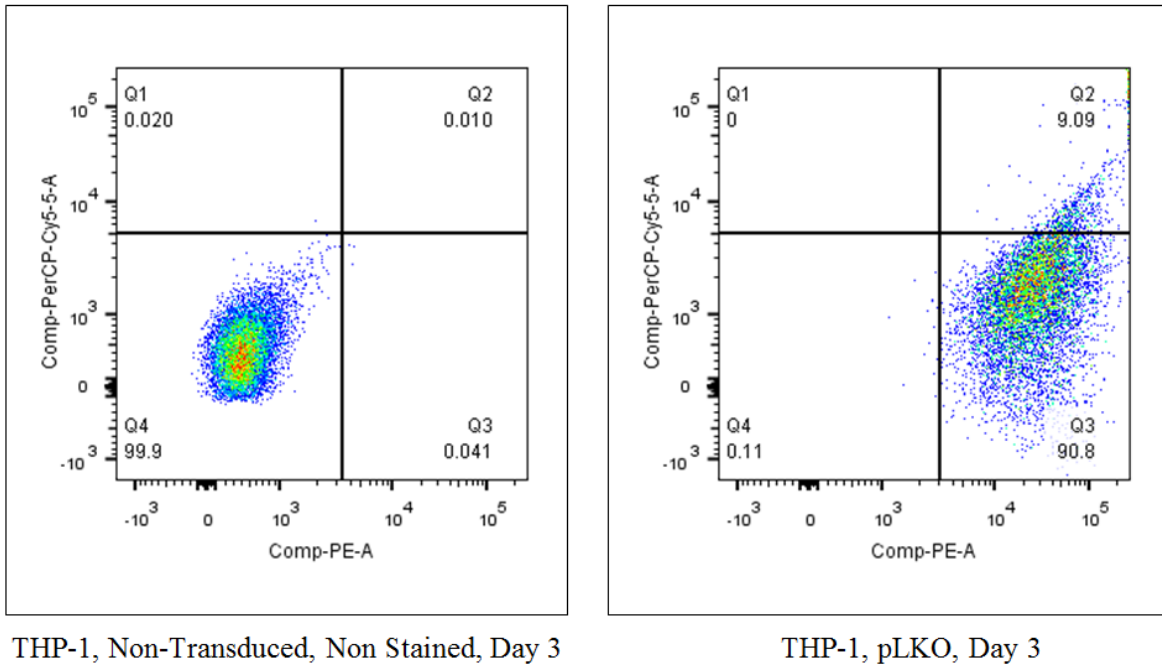 Q1
0.020
Q2
0.010
Q4
99.9
Q3
0.041
10^5
10^4
10^3
0
-10^3
Comp-PerCP-Cy5-5-A
-10^3
0
10^3
10^4
10^5
Comp-PE-A
THP-1, Non-Transduced, Non Stained, Day 3
Q1
0
Q2
9.09
Q4
0.11
Q3
90.8
10^5
10^4
10^3
0
-10^3
Comp-PerCP-Cy5-5-A
-10^3
0
10^3
10^4
10^5
Comp-PE-A
THP-1, pLKO, Day 3